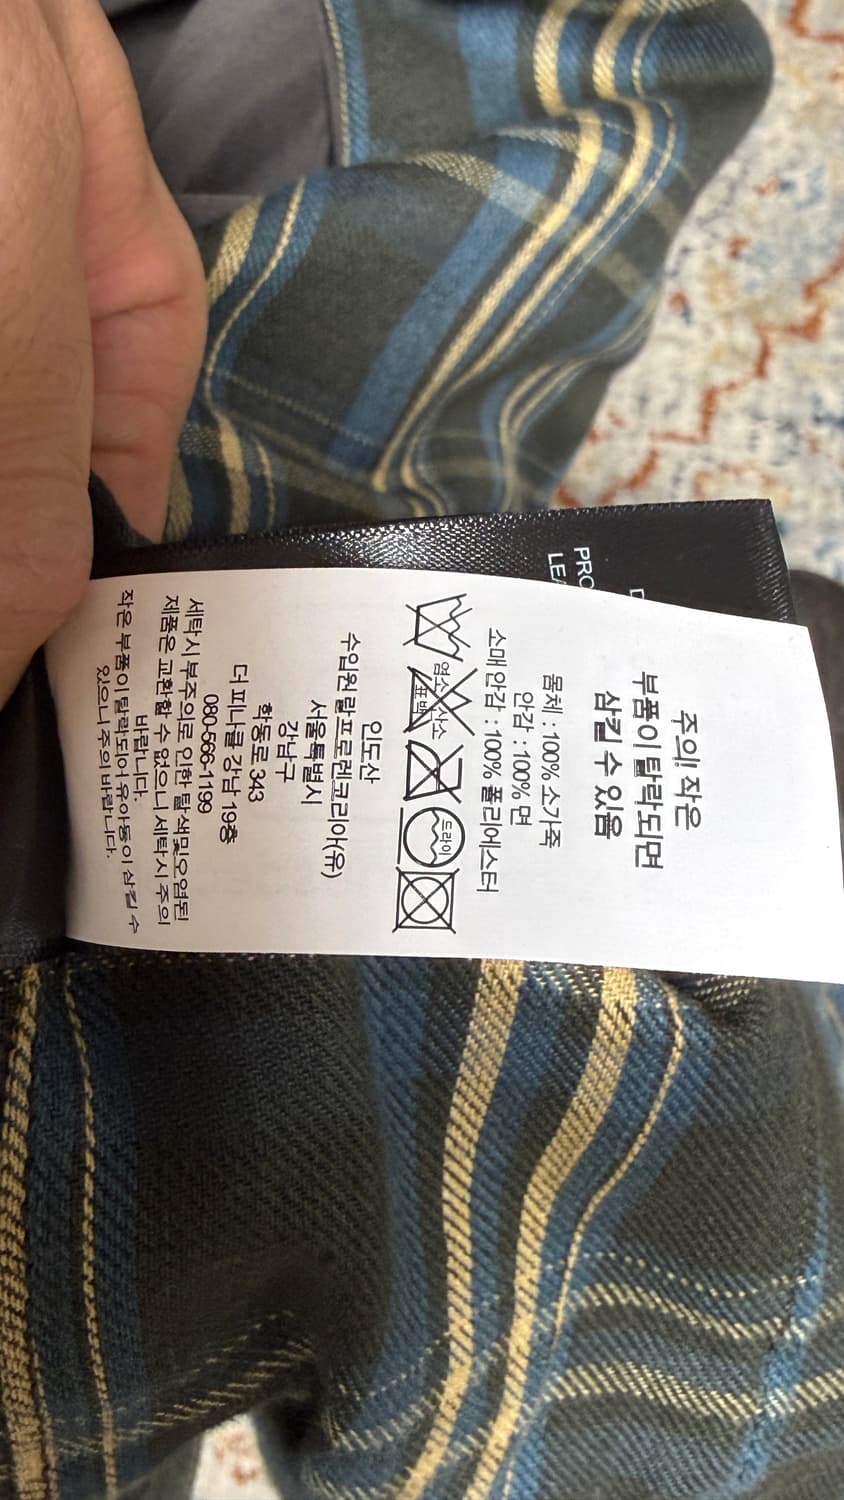 주의! 작은
부품이 탈락되면
삼킬 수 있음
몸체 : 100% 소가죽
안감 : 100% 면
소매 안감 : 100% 폴리에스터
염소 산소
표백
드라이
인도산
수입원 랄프로렌코리아(유)
서울특별시
강남구
학동로 343
더 피나클 강남 19층
080-566-1199
세탁시 부주의로 인한 탈색및오염된
제품은 교환할 수 없으니 세탁시 주의
바랍니다.
작은 부품이 탈락되어 유아동이 삼킬 수
있으니 주의 바랍니다.